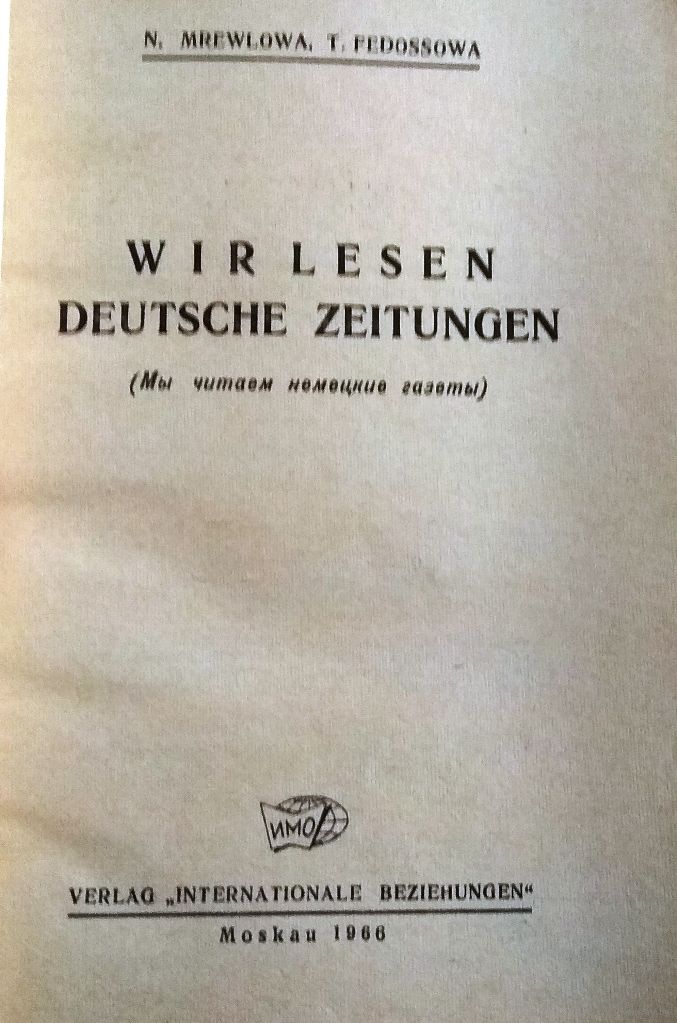 N. MREWLOWA, T. FEDOSSOWA
WIR LESEN
DEUTSCHE ZEITUNGEN
(Мы читаем немецкие газеты)
ИМО
VERLAG „INTERNATIONALE BEZIEHUNGEN“
Moskau 1966